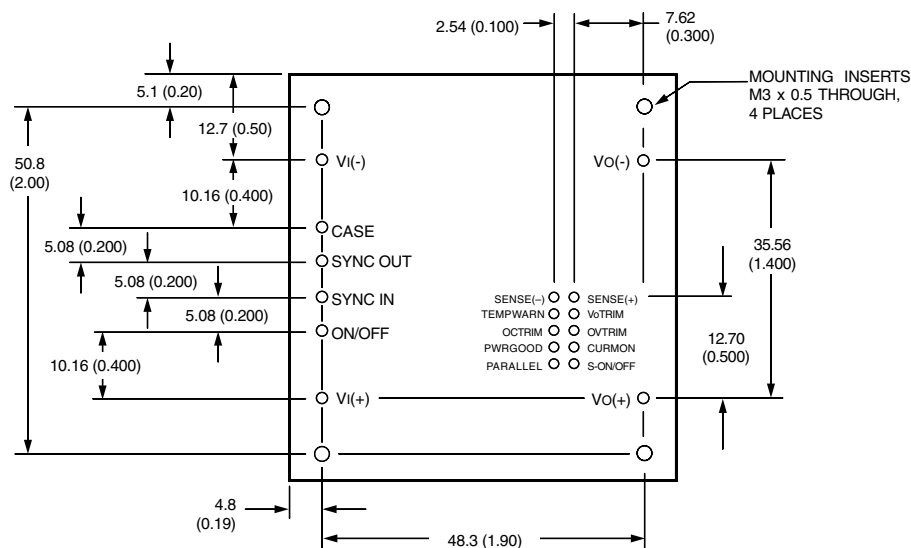 2.54 (0.100)
7.62
(0.300)
5.1 (0.20)
MOUNTING INSERTS
M3 x 0.5 THROUGH,
4 PLACES
12.7 (0.50)
50.8
(2.00)
VI(-)
VO(-)
10.16 (0.400)
CASE
5.08 (0.200)
SYNC OUT
35.56
(1.400)
5.08 (0.200)
SYNC IN
SENSE(–)
SENSE(+)
5.08 (0.200)
TEMPWARN
VoTRIM
ON/OFF
OCTRIM
OVTRIM
12.70
(0.500)
PWRGOOD
CURMON
10.16 (0.400)
PARALLEL
S-ON/OFF
VI(+)
VO(+)
4.8
(0.19)
48.3 (1.90)